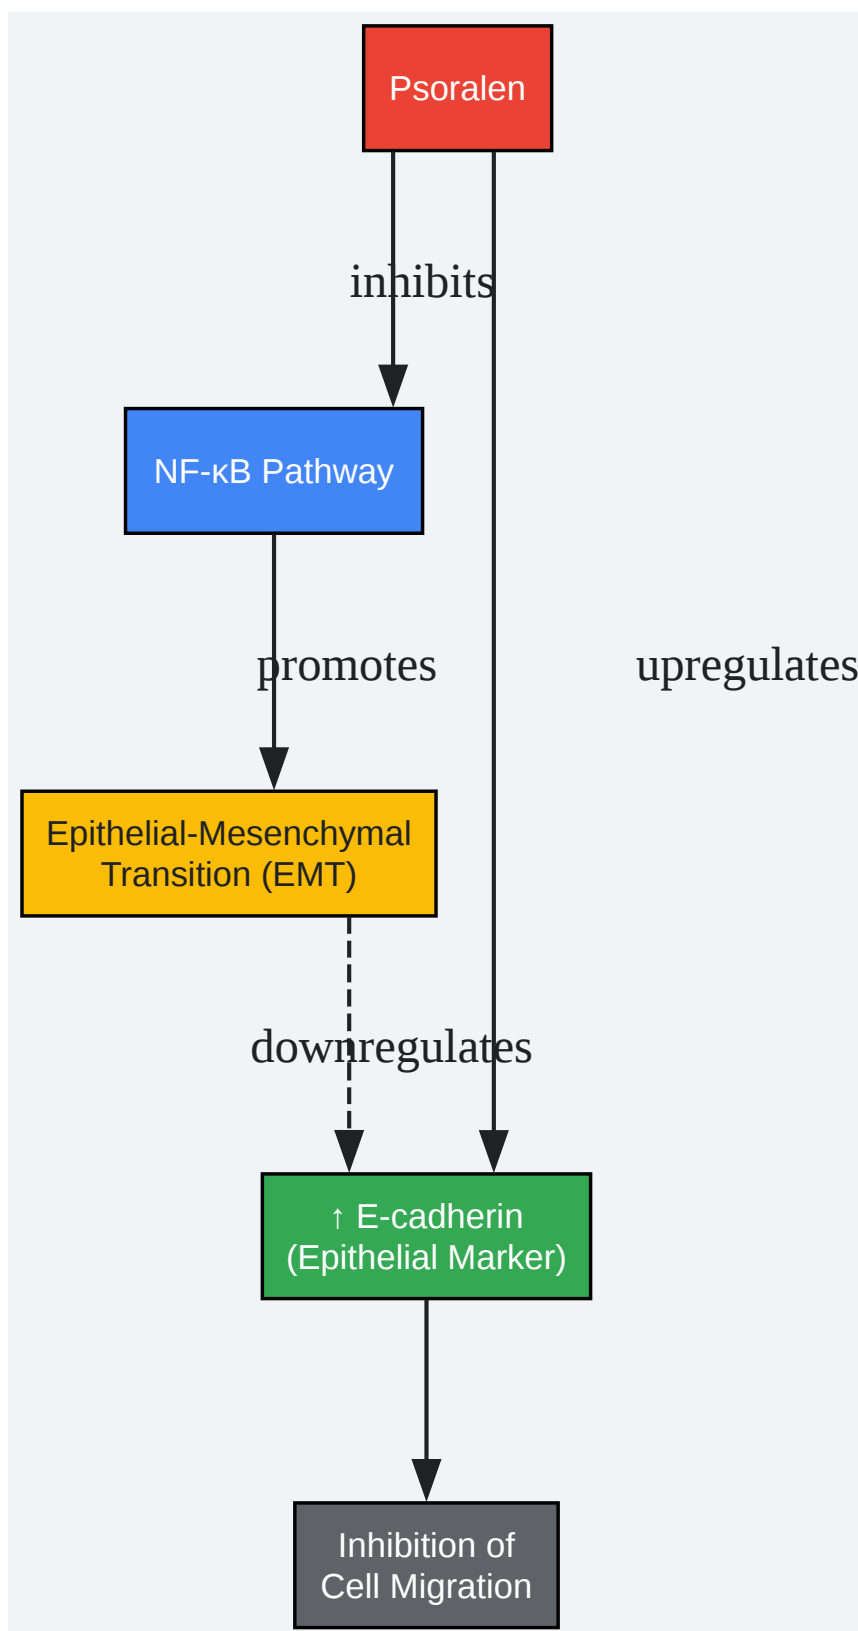 Psoralen
inhibits
NF-κB Pathway
promotes
upregulates
Epithelial-Mesenchymal
Transition (EMT)
downregulates
↑ E-cadherin
(Epithelial Marker)
Inhibition of
Cell Migration